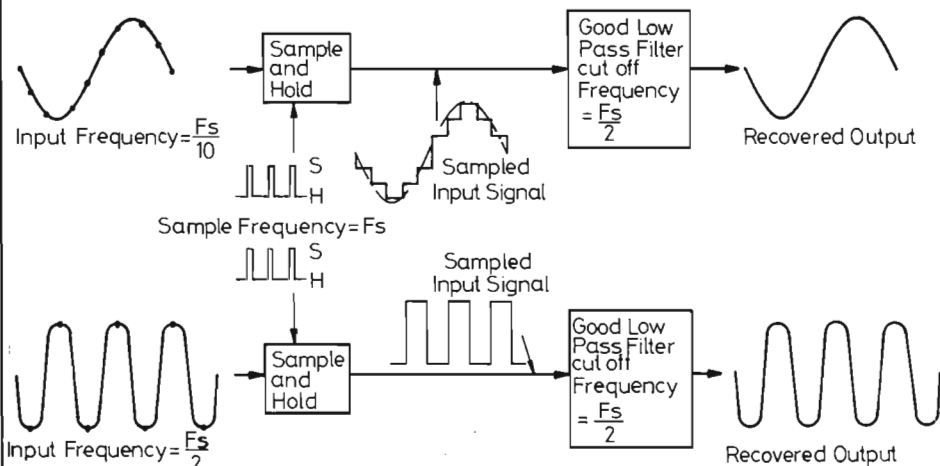 Input Frequency=Fs/10
Sample
and
Hold
S
H
Sampled
Input Signal
Good Low
Pass Filter
cut off
Frequency
=Fs/2
Recovered Output
Sample Frequency=Fs
S
H
Input Frequency=Fs/2
Sample
and
Hold
Sampled
Input Signal
Good Low
Pass Filter
cut off
Frequency
=Fs/2
Recovered Output